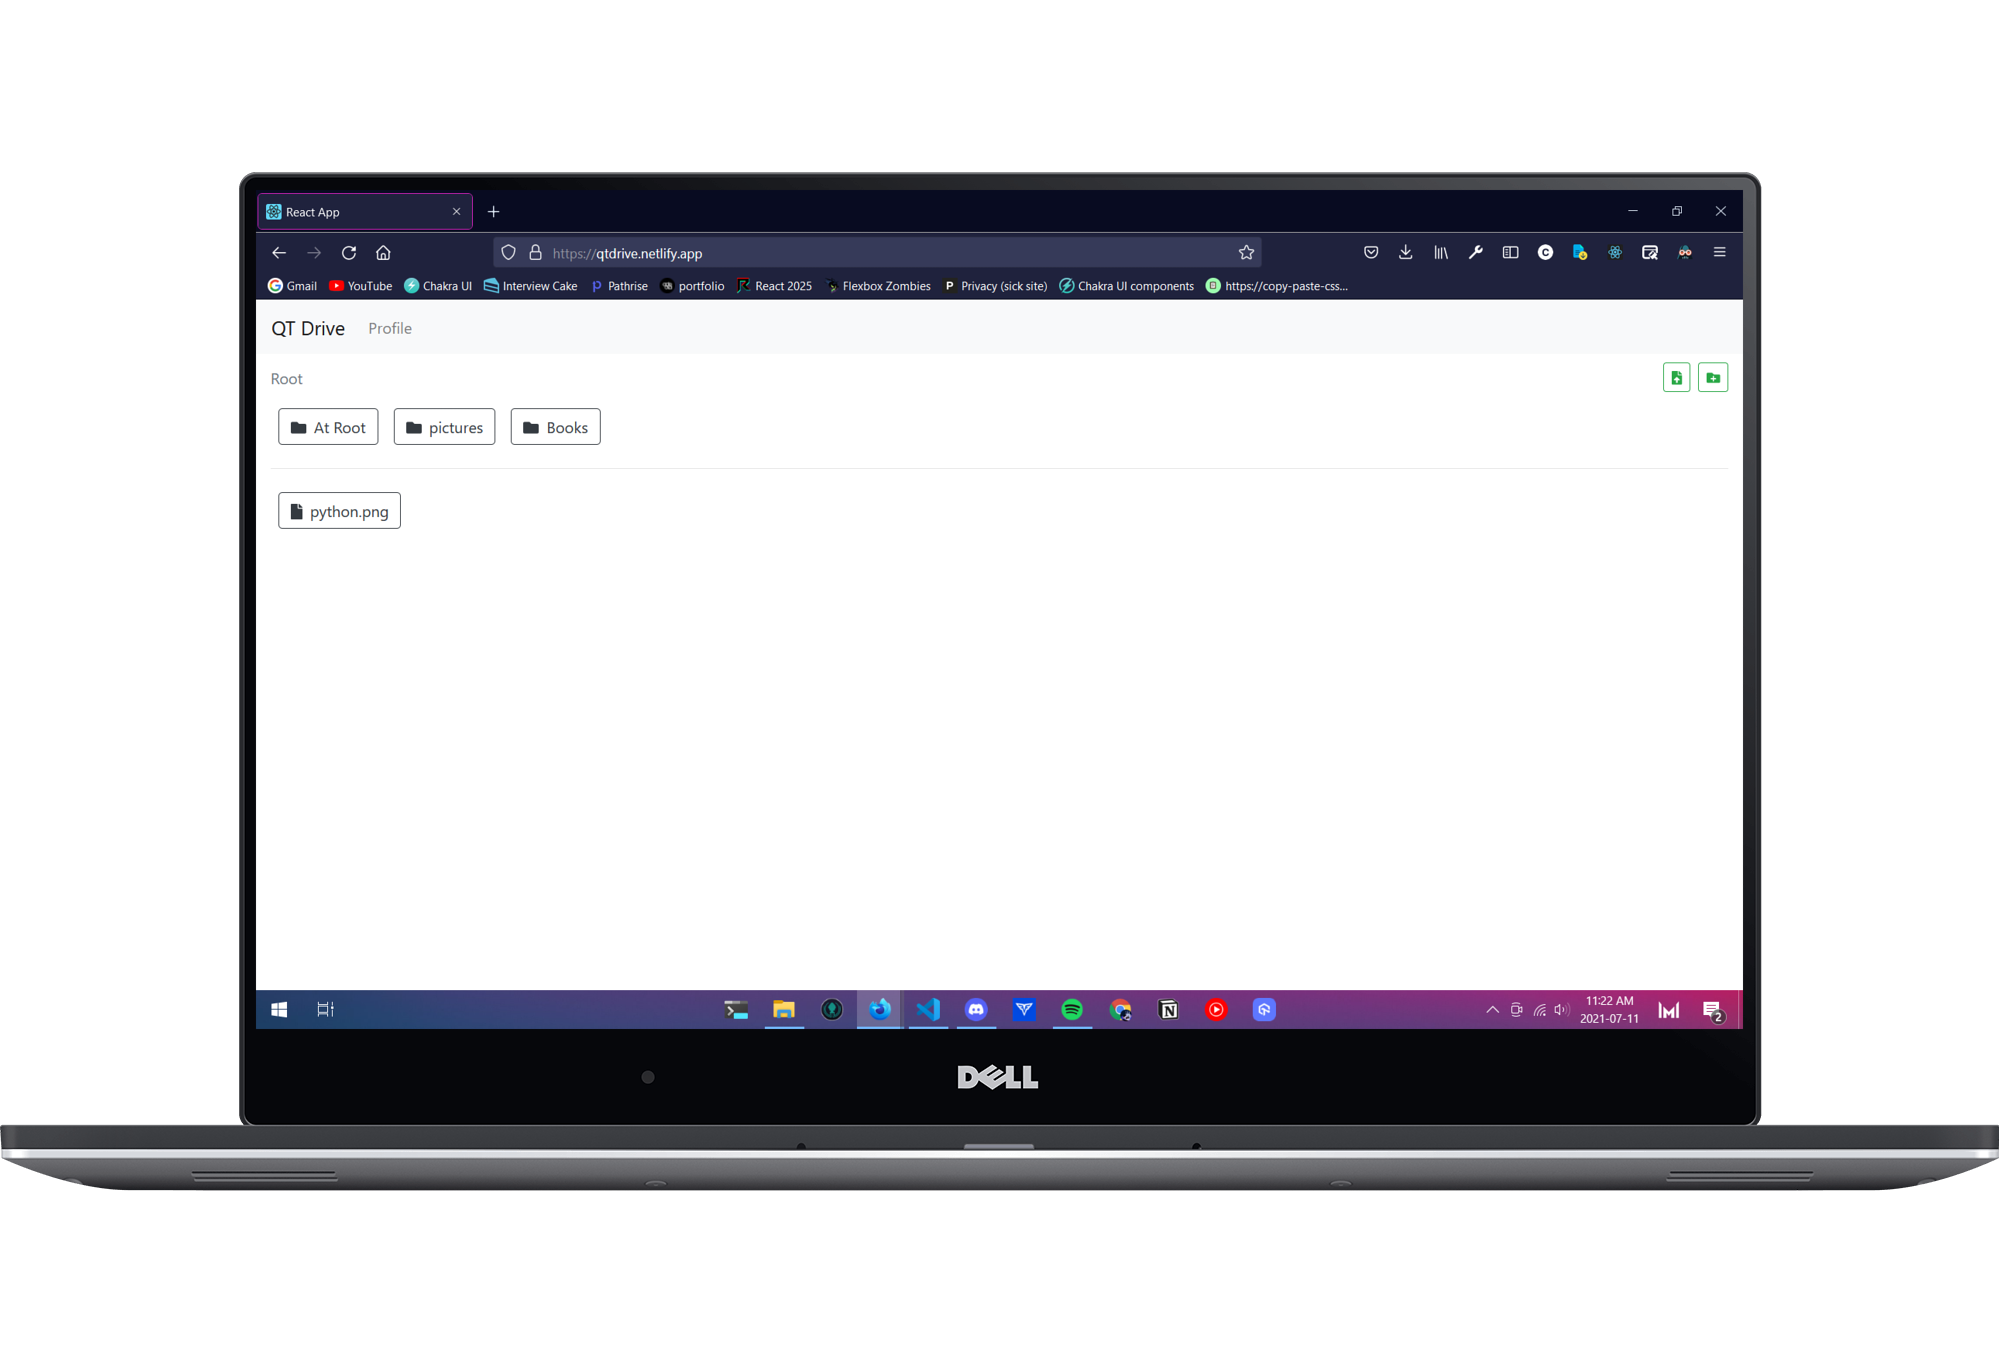 React App
https://qtdrive.netlify.app
Gmail YouTube Chakra UI Interview Cake Pathrise portfolio React 2025 Flexbox Zombies Privacy (sick site) Chakra UI components https://copy-paste-css...
QT Drive Profile
Root
At Root pictures Books
python.png
11:22 AM
2021-07-11
2
DELL